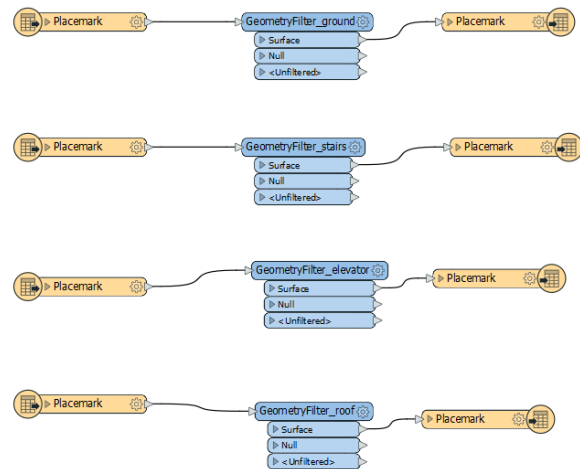 Placemark GeometryFilter_ground Placemark
Surface
Null
<Unfiltered>
Placemark GeometryFilter_stairs Placemark
Surface
Null
<Unfiltered>
Placemark GeometryFilter_elevator Placemark
Surface
Null
<Unfiltered>
Placemark GeometryFilter_roof Placemark
Surface
Null
<Unfiltered>